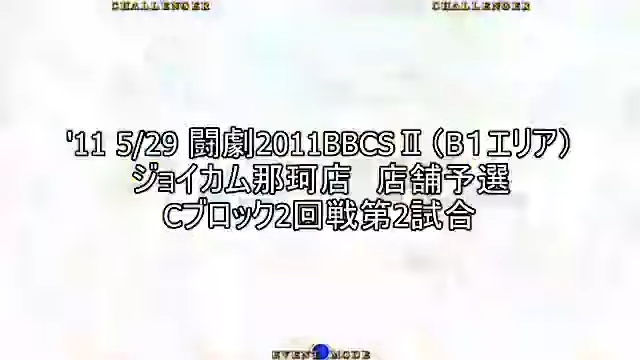 CHALLENGER CHALLENGER
'11 5/29 闘劇2011BBCSⅡ（B１エリア）
ジョイカム那珂店　店舗予選
Cブロック2回戦第2試合
EVENT MODE